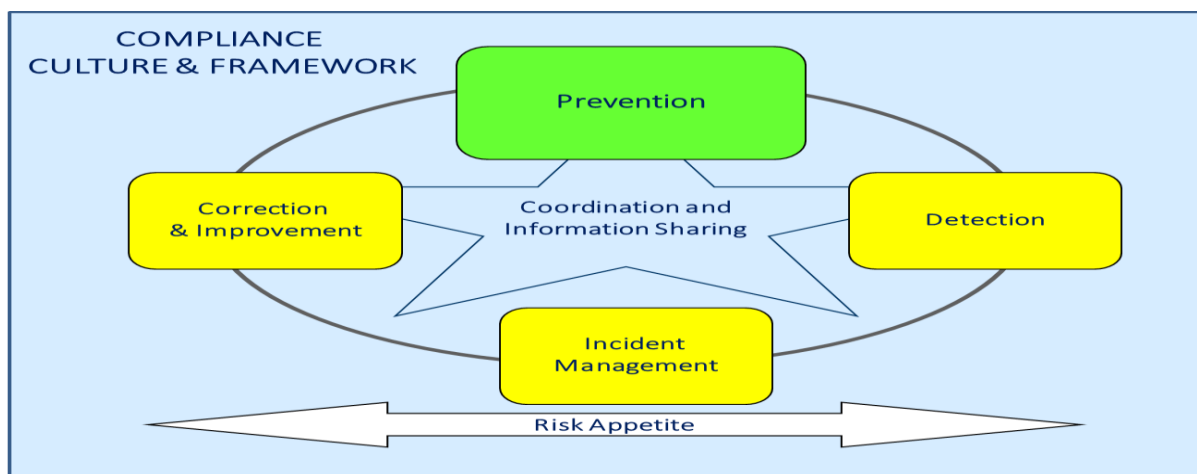 COMPLIANCE
CULTURE & FRAMEWORK
Prevention
Correction
& Improvement
Coordination and
Information Sharing
Detection
Incident
Management
Risk Appetite